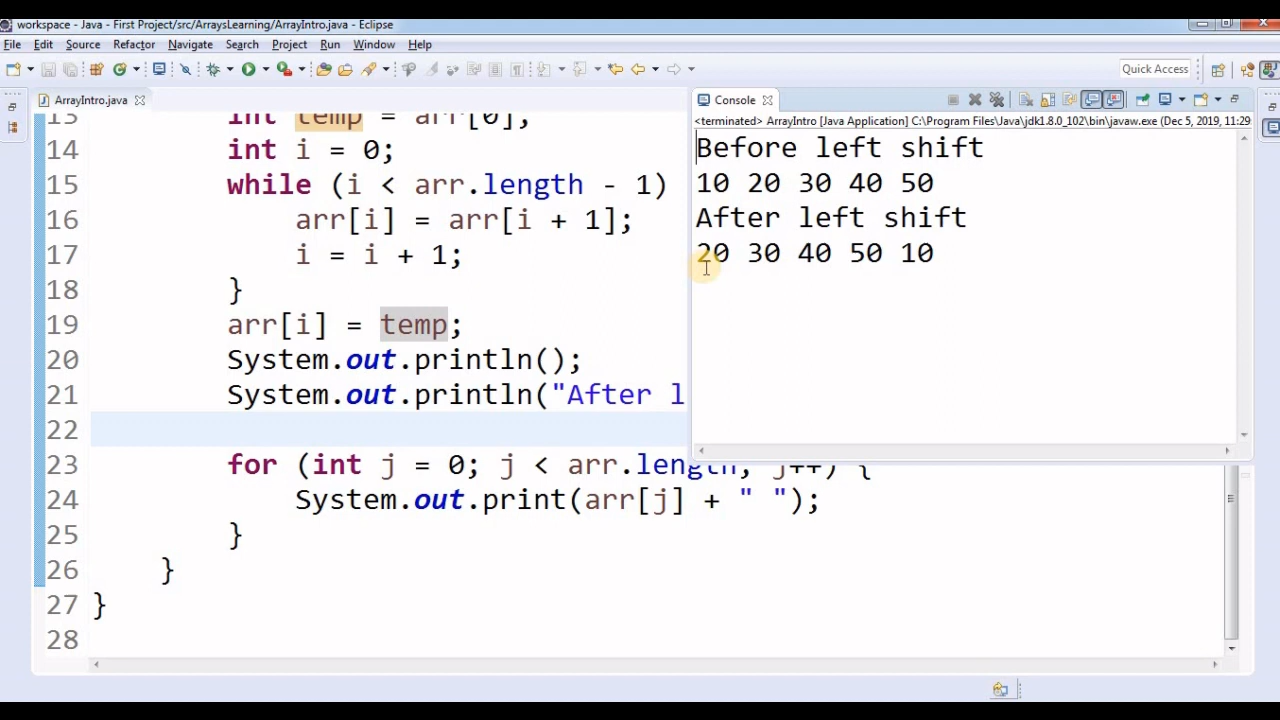 workspace - Java - First Project/src/ArraysLearning/ArrayIntro.java - Eclipse
File Edit Source Refactor Navigate Search Project Run Window Help
Quick Access
ArrayIntro.java
13 int temp = arr[0];
14 int i = 0;
15 while (i < arr.length - 1)
16 arr[i] = arr[i + 1];
17 i = i + 1;
18 }
19 arr[i] = temp;
20 System.out.println();
21 System.out.println("After l
22
23 for (int j = 0; j < arr.length; j++) {
24 System.out.print(arr[j] + " ");
25 }
26 }
27 }
28
Console
<terminated> ArrayIntro [Java Application] C:\Program Files\Java\jdk1.8.0_102\bin\javaw.exe (Dec 5, 2019, 11:29
Before left shift
10 20 30 40 50
After left shift
20 30 40 50 10